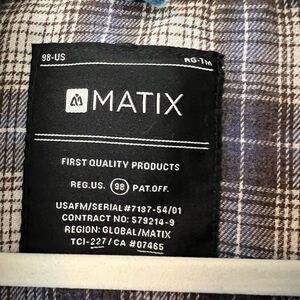 98-US RG-TM
MATIX
FIRST QUALITY PRODUCTS
REG.US. 98 PAT.OFF.
USAFM/SERIAL#7187-54/01
CONTRACT NO: 579214-9
REGION: GLOBAL/MATIX
TCI-227/CA #07465